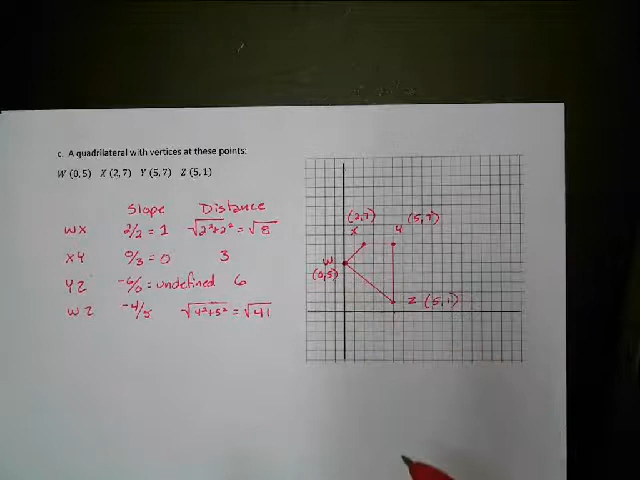 c. A quadrilateral with vertices at these points:
W (0, 5) X (2, 7) Y (5, 7) Z (5, 1)
Slope Distance
WX 2/2 = 1 √2²+2² = √8
XY 0/3 = 0 3
YZ -6/0 = undefined 6
WZ -4/5 √4²+5² = √41
(2,7) (5,7)
X Y
W
(0,5)
Z (5,1)